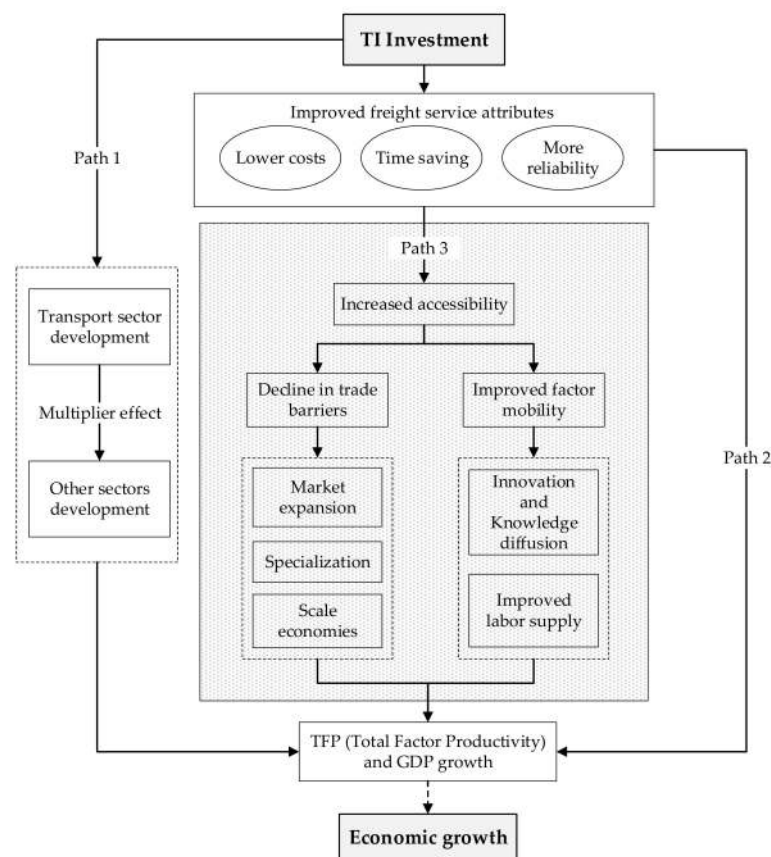 TI Investment
Improved freight service attributes
Lower costs
Time saving
More
reliability
Path 1
Path 3
Increased accessibility
Transport sector
development
Multiplier effect
Other sectors
development
Decline in trade
barriers
Improved factor
mobility
Path 2
Market
expansion
Specialization
Scale
economies
Innovation
and
Knowledge
diffusion
Improved
labor supply
TFP (Total Factor Productivity)
and GDP growth
Economic growth